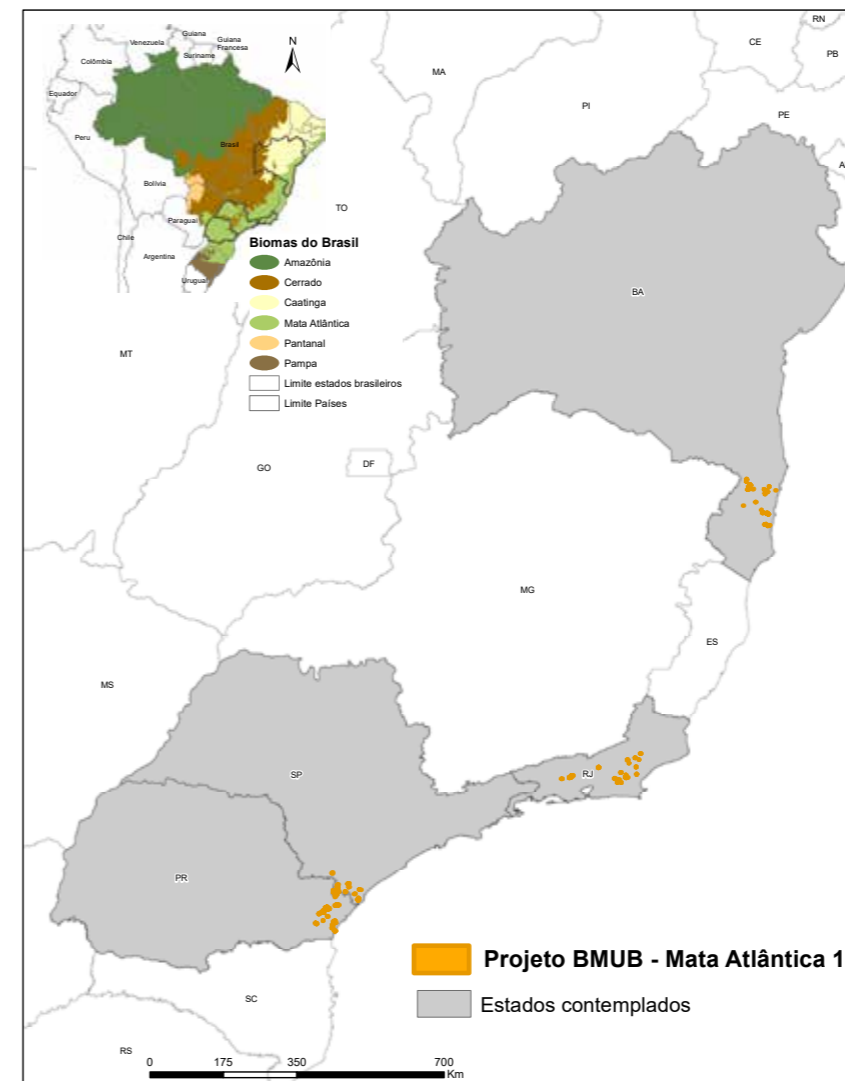 Guiana
Venezuela
Guiana
Francesa
Suriname
Colômbia
Equador
Peru
Brasil
Bolívia
Paraguai
Chile
Argentina
Uruguai
N
RN
CE
PB
MA
PI
PE
TO
Biomas do Brasil
Amazônia
Cerrado
Caatinga
Mata Atlântica
Pantanal
Pampa
Limite estados brasileiros
Limite Países
BA
MT
GO
DF
MG
ES
MS
SP
RJ
PR
Projeto BMUB - Mata Atlântica 1
Estados contemplados
SC
RS
0 175 350 700
Km